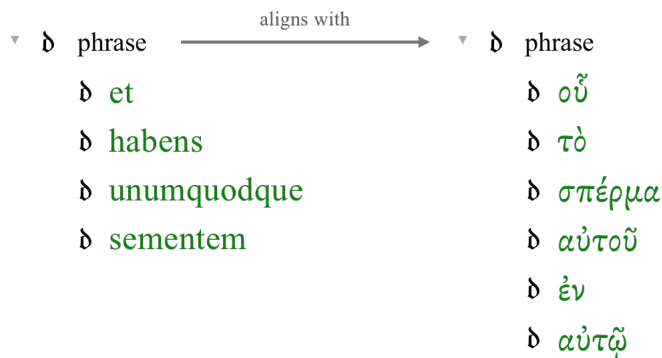 aligns with
▼ 𝔡 phrase ▼ 𝔡 phrase
𝔡 et 𝔡 οὗ
𝔡 habens 𝔡 τὸ
𝔡 unumquodque 𝔡 σπέρμα
𝔡 sementem 𝔡 αὐτοῦ
𝔡 ἐν
𝔡 αὐτῷ